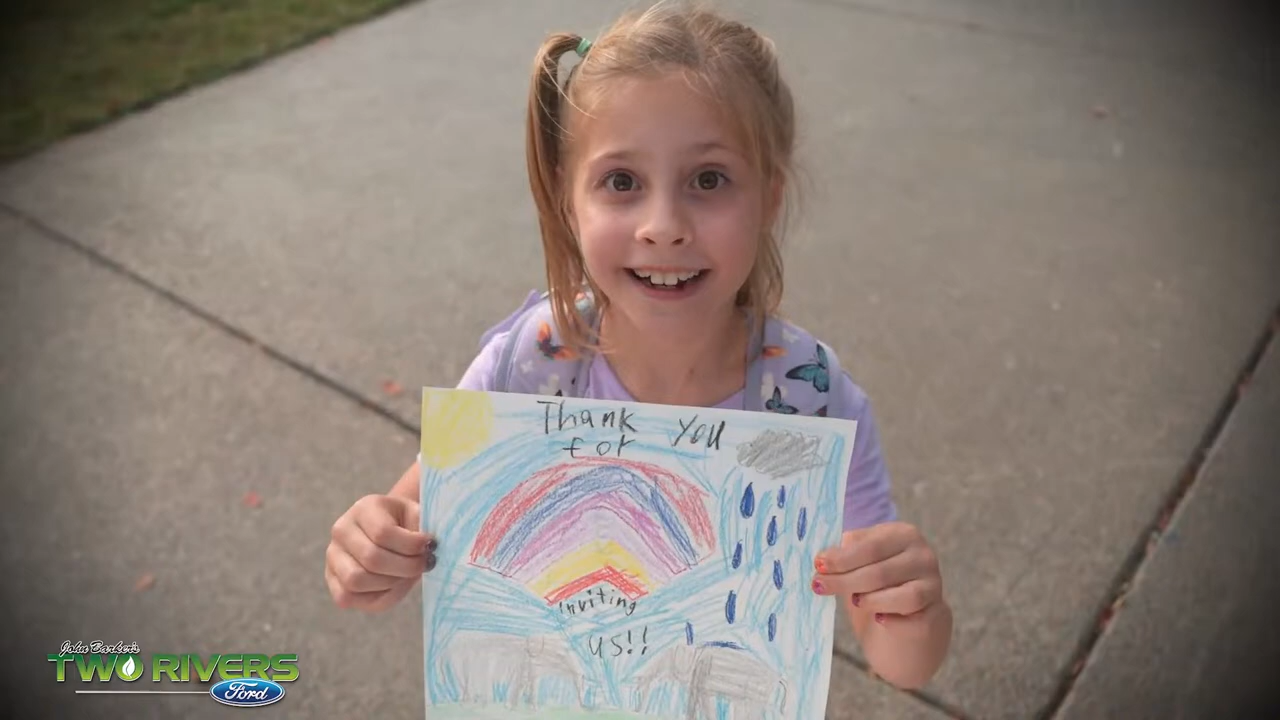 Thank you
for
inviting
us!!
John Barker's
TWO RIVERS
Ford